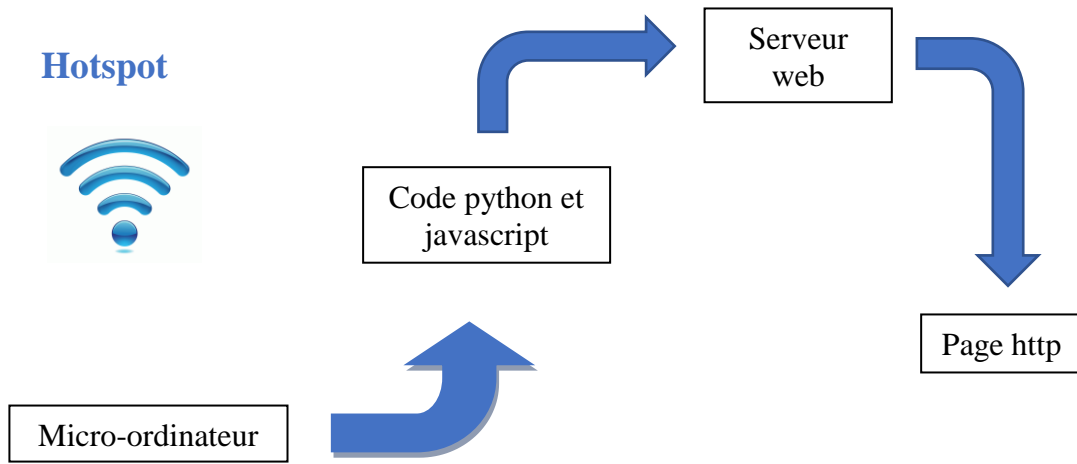 Hotspot
Serveur
web
Code python et
javascript
Page http
Micro-ordinateur